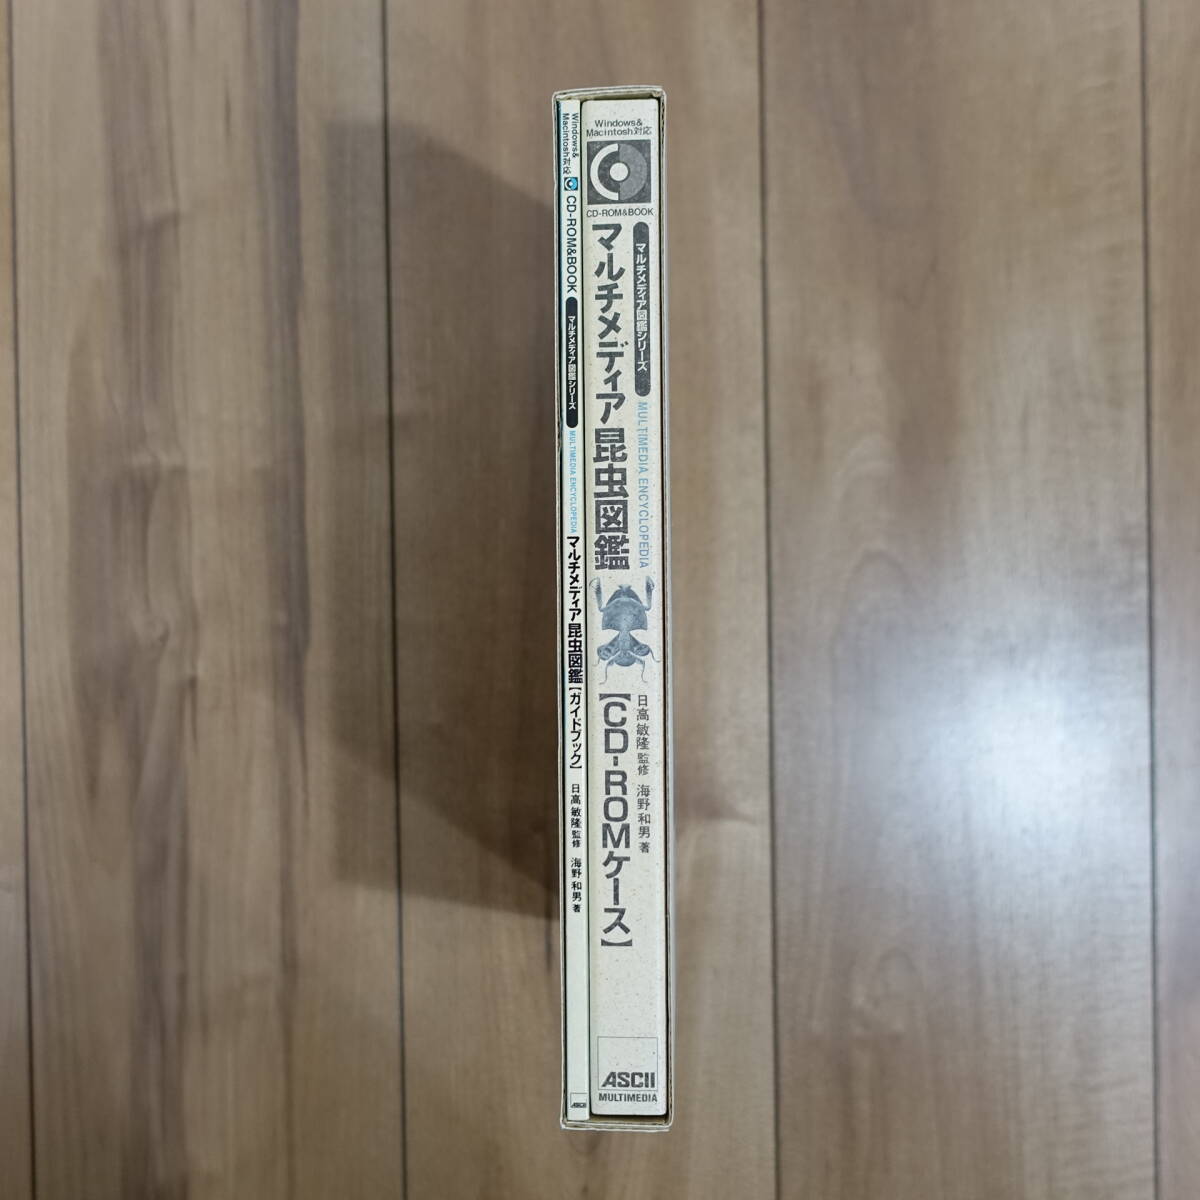 Windows&
Macintosh対応
CD-ROM&BOOK
マルチメディア図鑑シリーズ
MULTIMEDIA ENCYCLOPEDIA
マルチメディア 昆虫図鑑
【CD-ROMケース】
日高敏隆 監修 海野和男 著
ASCII
MULTIMEDIA
Windows&
Macintosh対応
CD-ROM&BOOK
マルチメディア図鑑シリーズ
MULTIMEDIA ENCYCLOPEDIA
マルチメディア 昆虫図鑑【ガイドブック】
日高敏隆 監修 海野和男 著
ASCII